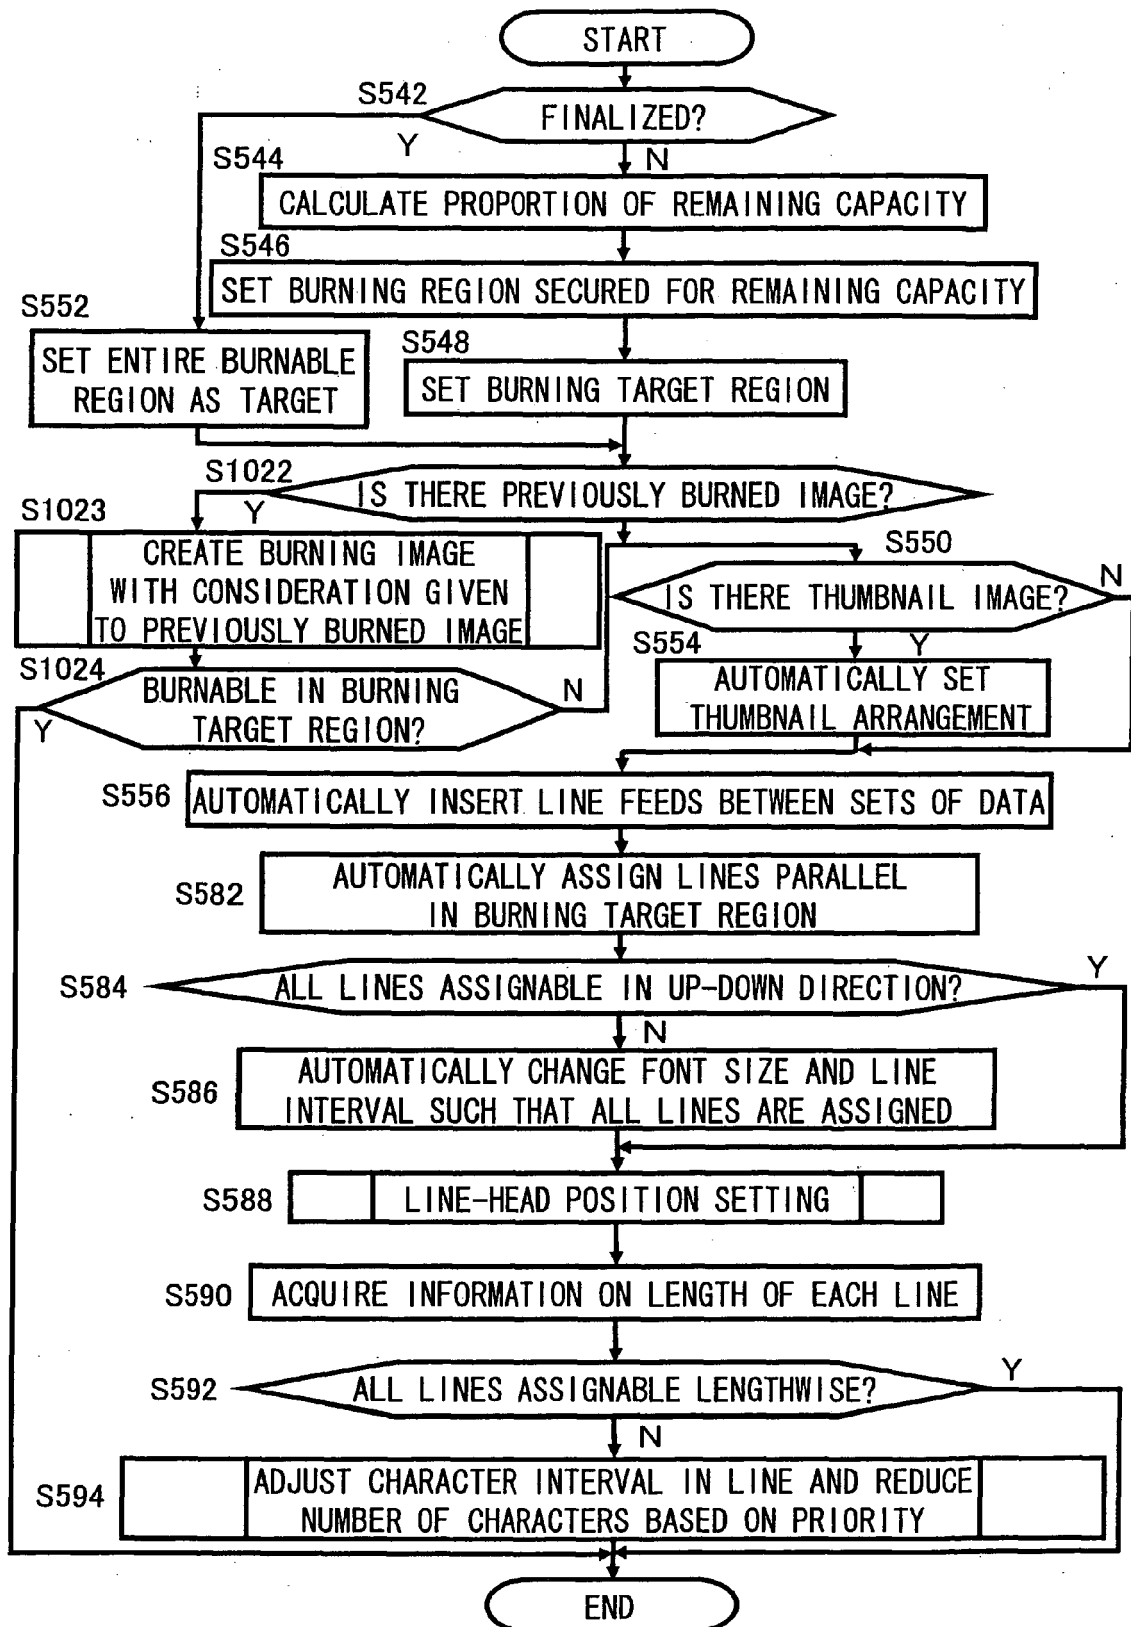 START
S542
FINALIZED?
Y
N
S544
CALCULATE PROPORTION OF REMAINING CAPACITY
S546
SET BURNING REGION SECURED FOR REMAINING CAPACITY
S552
SET ENTIRE BURNABLE
REGION AS TARGET
S548
SET BURNING TARGET REGION
S1022
IS THERE PREVIOUSLY BURNED IMAGE?
Y
S1023
CREATE BURNING IMAGE
WITH CONSIDERATION GIVEN
TO PREVIOUSLY BURNED IMAGE
S550
IS THERE THUMBNAIL IMAGE?
N
Y
S554
AUTOMATICALLY SET
THUMBNAIL ARRANGEMENT
S1024
BURNABLE IN BURNING
TARGET REGION?
N
Y
S556
AUTOMATICALLY INSERT LINE FEEDS BETWEEN SETS OF DATA
S582
AUTOMATICALLY ASSIGN LINES PARALLEL
IN BURNING TARGET REGION
S584
ALL LINES ASSIGNABLE IN UP-DOWN DIRECTION?
Y
N
S586
AUTOMATICALLY CHANGE FONT SIZE AND LINE
INTERVAL SUCH THAT ALL LINES ARE ASSIGNED
S588
LINE-HEAD POSITION SETTING
S590
ACQUIRE INFORMATION ON LENGTH OF EACH LINE
S592
ALL LINES ASSIGNABLE LENGTHWISE?
Y
N
S594
ADJUST CHARACTER INTERVAL IN LINE AND REDUCE
NUMBER OF CHARACTERS BASED ON PRIORITY
END